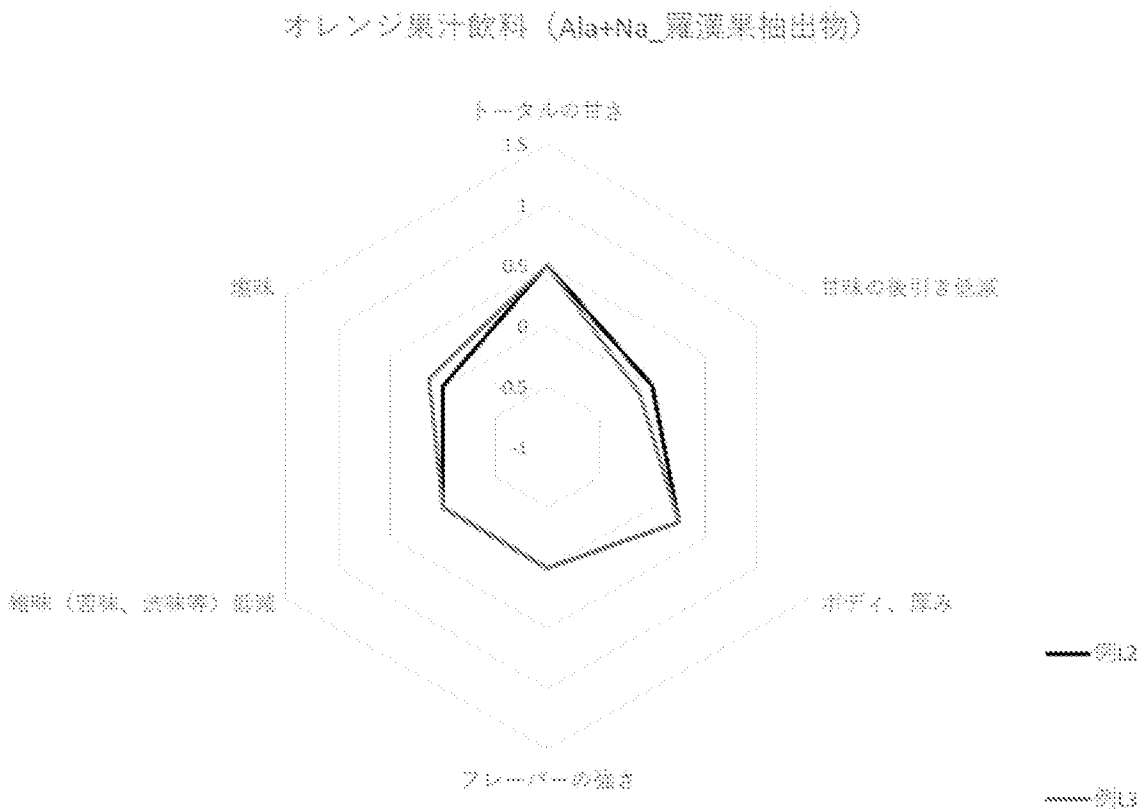 オレンジ果汁飲料（Ala+Na_羅漢果抽出物）
トータルの甘さ
1.5
1
0.5
0
-0.5
-1
塩味
甘味の後引き低減
雑味（苦味、渋味等）低減
ボディ、厚み
フレーバーの強さ
例L2
例L3